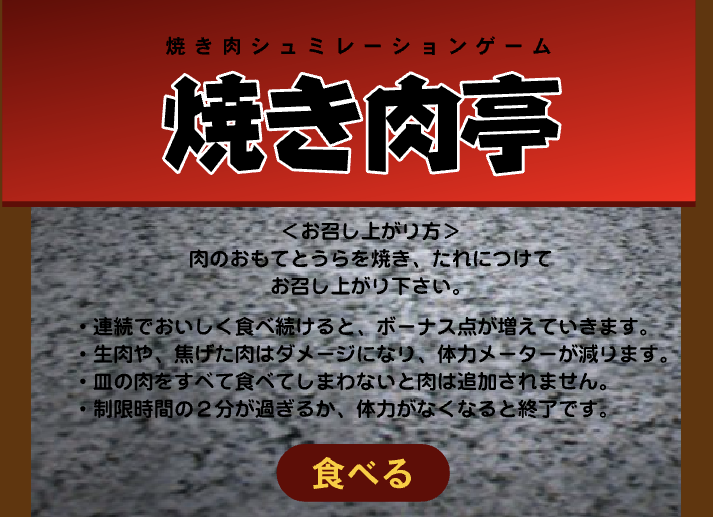 焼き肉シュミレーションゲーム
焼き肉亭
＜お召し上がり方＞
肉のおもてとうらを焼き、たれにつけて
お召し上がり下さい。
・連続でおいしく食べ続けると、ボーナス点が増えていきます。
・生肉や、焦げた肉はダメージになり、体力メーターが減ります。
・皿の肉をすべて食べてしまわないと肉は追加されません。
・制限時間の２分が過ぎるか、体力がなくなると終了です。
食べる